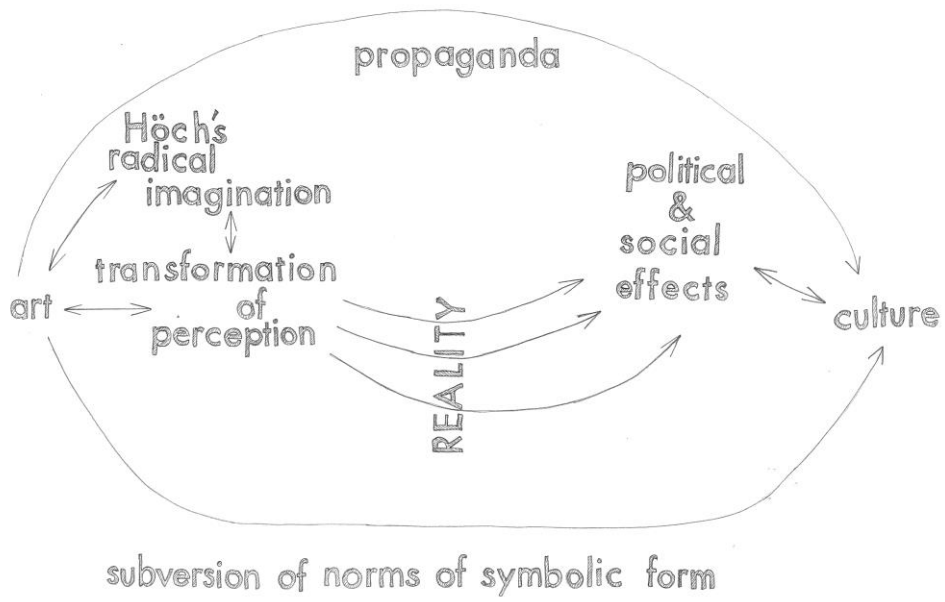 propaganda
Höch's
radical
imagination
political
&
social
effects
transformation
of
perception
art
REALITY
culture
subversion of norms of symbolic form